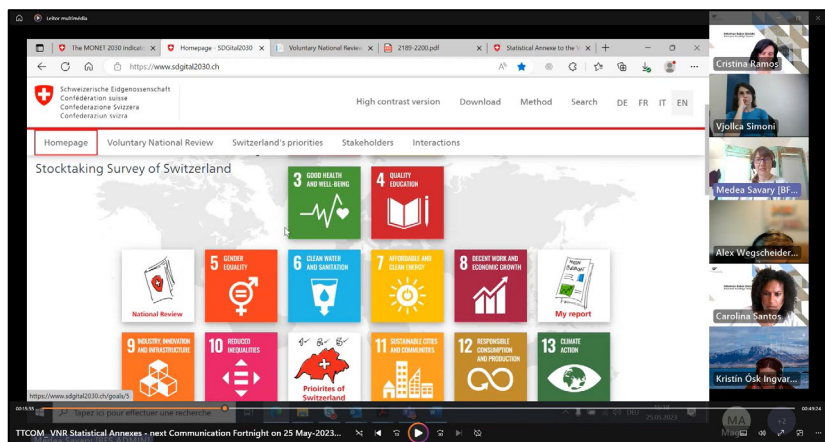 Leitor multimédia
The MONET 2030 indicato
Homepage - SDGital2030
Voluntary National Review
2189-2200.pdf
Statistical Annexe to the V
https://www.sdgital2030.ch
Schweizerische Eidgenossenschaft
Confédération suisse
Confederazione Svizzera
Confederaziun svizra
High contrast version Download Method Search DE FR IT EN
Homepage Voluntary National Review Switzerland's priorities Stakeholders Interactions
Stocktaking Survey of Switzerland
3 GOOD HEALTH
AND WELL-BEING
4 QUALITY
EDUCATION
National Review
5 GENDER
EQUALITY
6 CLEAN WATER
AND SANITATION
7 AFFORDABLE AND
CLEAN ENERGY
8 DECENT WORK AND
ECONOMIC GROWTH
My report
9 INDUSTRY, INNOVATION
AND INFRASTRUCTURE
10 REDUCED
INEQUALITIES
Prioirites of
Switzerland
11 SUSTAINABLE CITIES
AND COMMUNITIES
12 RESPONSIBLE
CONSUMPTION
AND PRODUCTION
13 CLIMATE
ACTION
https://www.sdgital2030.ch/goals/5
Cristina Ramos
Vjollca Simoni
Medea Savary [BF...
Alex Wegscheider...
Carolina Santos
Kristín Ósk Ingvar...
MA
+2
00:15:35
00:49:24
Tapez ici pour effectuer une recherche
DEU
25.05.2023
TTCOM_VNR Statistical Annexes - next Communication Fortnight on 25 May-2023...